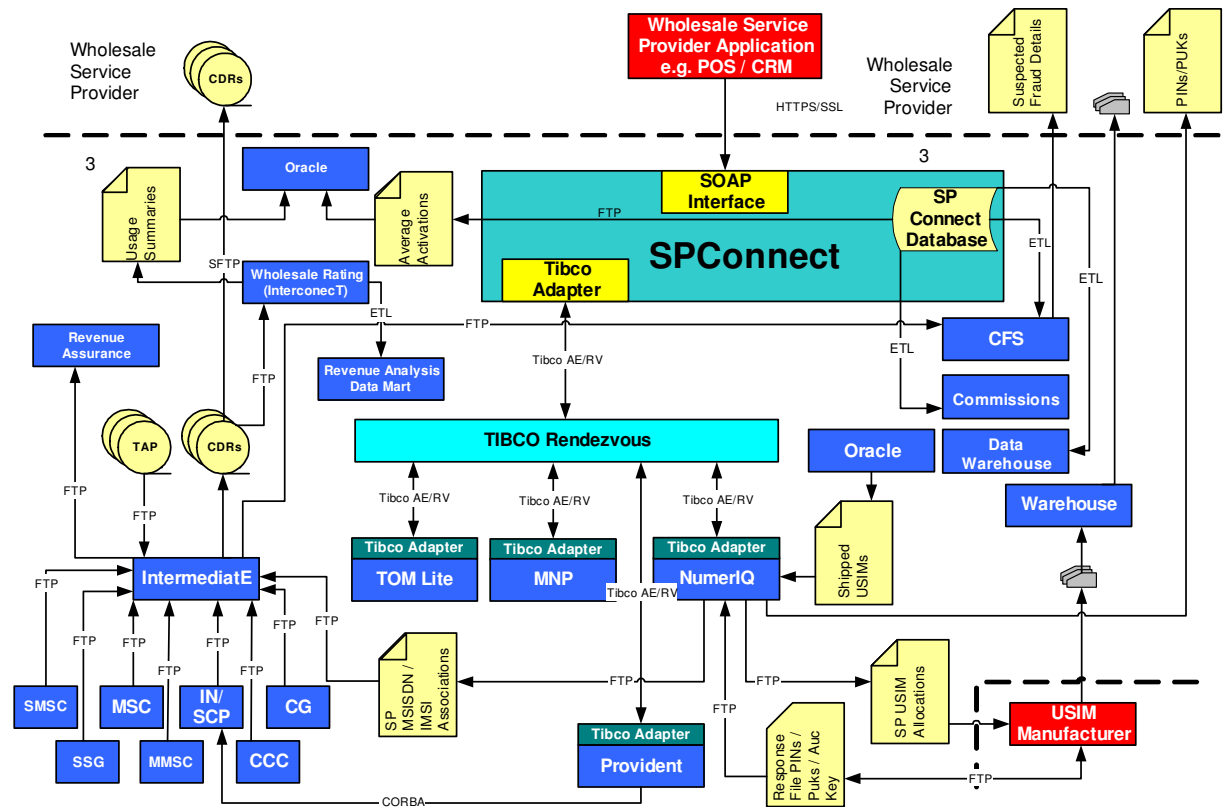 Wholesale
Service
Provider
CDRs
Wholesale Service
Provider Application
e.g. POS / CRM
Wholesale
Service
Provider
HTTPS/SSL
Suspected
Fraud Details
PINs/PUKs
3
3
Usage
Summaries
Oracle
Average
Activations
FTP
SOAP
Interface
SP
Connect
Database
SPConnect
Tibco
Adapter
ETL
ETL
ETL
SFTP
Wholesale Rating
(InterconecT)
ETL
FTP
Revenue
Assurance
FTP
Revenue Analysis
Data Mart
Tibco AE/RV
CFS
Commissions
TAP
CDRs
TIBCO Rendezvous
Oracle
Data
Warehouse
FTP
FTP
Tibco AE/RV
Tibco AE/RV
Tibco AE/RV
Warehouse
Tibco Adapter
TOM Lite
Tibco Adapter
MNP
Tibco Adapter
NumerIQ
Shipped
USIMs
Tibco AE/RV
IntermediatE
FTP
FTP
FTP
FTP
FTP
FTP
FTP
FTP
SP
MSISDN /
IMSI
Associations
FTP
FTP
FTP
SP USIM
Allocations
SMSC
MSC
IN/
SCP
CG
SSG
MMSC
CCC
Tibco Adapter
Provident
Response
File PINs /
Puks / Auc
Key
USIM
Manufacturer
FTP
CORBA